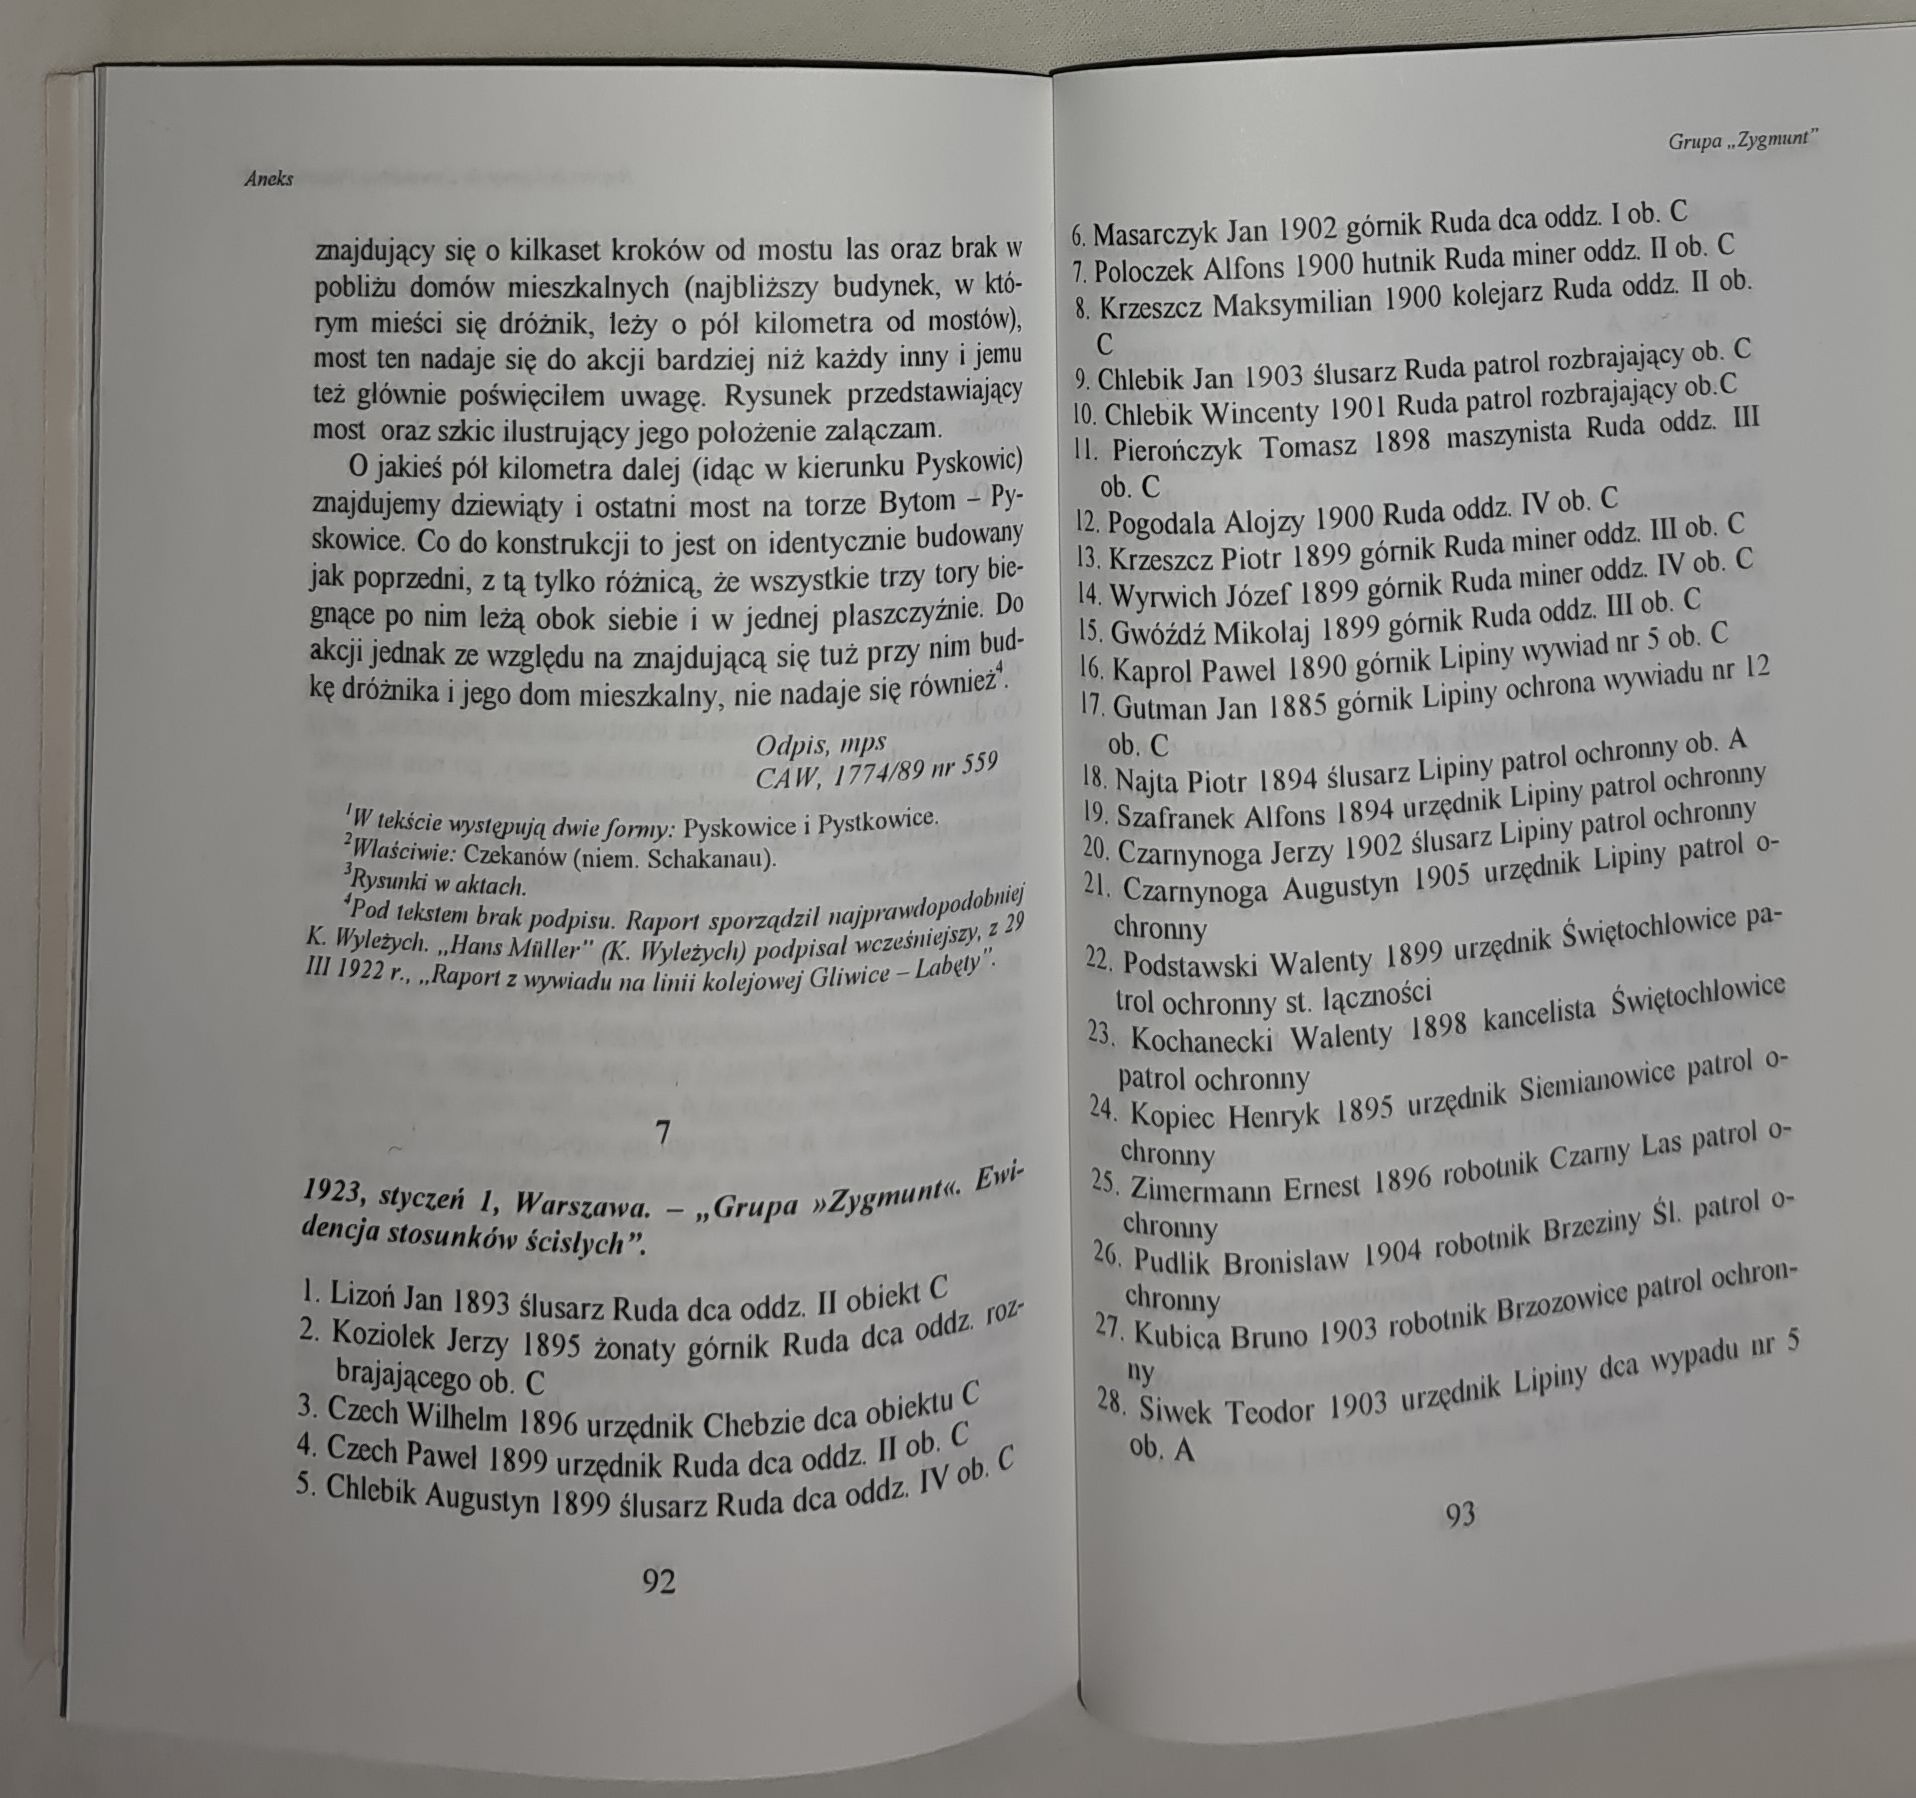 Aneks
znajdujący się o kilkaset kroków od mostu las oraz brak w
pobliżu domów mieszkalnych (najbliższy budynek, w któ-
rym mieści się dróżnik, leży o pół kilometra od mostów),
most ten nadaje się do akcji bardziej niż każdy inny i jemu
też głównie poświęciłem uwagę. Rysunek przedstawiający
most oraz szkic ilustrujący jego położenie załączam.
O jakieś pół kilometra dalej (idąc w kierunku Pyskowic)
znajdujemy dziewiąty i ostatni most na torze Bytom – Py-
skowice. Co do konstrukcji to jest on identycznie budowany
jak poprzedni, z tą tylko różnicą, że wszystkie trzy tory bie-
gnące po nim leżą obok siebie i w jednej płaszczyźnie. Do
akcji jednak ze względu na znajdującą się tuż przy nim bud-
kę dróżnika i jego dom mieszkalny, nie nadaje się również⁴.
Odpis, mps
CAW, 1774/89 nr 559
¹W tekście występują dwie formy: Pyskowice i Pystkowice.
²Właściwie: Czekanów (niem. Schakanau).
³Rysunki w aktach.
⁴Pod tekstem brak podpisu. Raport sporządził najprawdopodobniej
K. Wyleżych. „Hans Müller” (K. Wyleżych) podpisał wcześniejszy, z 29
III 1922 r., „Raport z wywiadu na linii kolejowej Gliwice – Łabęty”.
7
1923, styczeń 1, Warszawa. – „Grupa »Zygmunt«. Ewi-
dencja stosunków ścisłych”.
1. Lizoń Jan 1893 ślusarz Ruda dca oddz. II obiekt C
2. Koziołek Jerzy 1895 żonaty górnik Ruda dca oddz. roz-
brajającego ob. C
3. Czech Wilhelm 1896 urzędnik Chebzie dca obiektu C
4. Czech Paweł 1899 urzędnik Ruda dca oddz. II ob. C
5. Chlebik Augustyn 1899 ślusarz Ruda dca oddz. IV ob. C
92
Grupa „Zygmunt”
6. Masarczyk Jan 1902 górnik Ruda dca oddz. I ob. C
7. Poloczek Alfons 1900 hutnik Ruda miner oddz. II ob. C
8. Krzeszcz Maksymilian 1900 kolejarz Ruda oddz. II ob.
C
9. Chlebik Jan 1903 ślusarz Ruda patrol rozbrajający ob. C
10. Chlebik Wincenty 1901 Ruda patrol rozbrajający ob.C
11. Pierończyk Tomasz 1898 maszynista Ruda oddz. III
ob. C
12. Pogodala Alojzy 1900 Ruda oddz. IV ob. C
13. Krzeszcz Piotr 1899 górnik Ruda miner oddz. III ob. C
14. Wyrwich Józef 1899 górnik Ruda miner oddz. IV ob. C
15. Gwóźdź Mikołaj 1899 górnik Ruda oddz. III ob. C
16. Kaprol Paweł 1890 górnik Lipiny wywiad nr 5 ob. C
17. Gutman Jan 1885 górnik Lipiny ochrona wywiadu nr 12
ob. C
18. Najta Piotr 1894 ślusarz Lipiny patrol ochronny ob. A
19. Szafranek Alfons 1894 urzędnik Lipiny patrol ochronny
20. Czarnynoga Jerzy 1902 ślusarz Lipiny patrol ochronny
21. Czarnynoga Augustyn 1905 urzędnik Lipiny patrol o-
chronny
22. Podstawski Walenty 1899 urzędnik Świętochłowice pa-
trol ochronny st. łączności
23. Kochanecki Walenty 1898 kancelista Świętochłowice
patrol ochronny
24. Kopiec Henryk 1895 urzędnik Siemianowice patrol o-
chronny
25. Zimermann Ernest 1896 robotnik Czarny Las patrol o-
chronny
26. Pudlik Bronisław 1904 robotnik Brzeziny Śl. patrol o-
chronny
27. Kubica Bruno 1903 robotnik Brzozowice patrol ochron-
ny
28. Siwek Teodor 1903 urzędnik Lipiny dca wypadu nr 5
ob. A
93